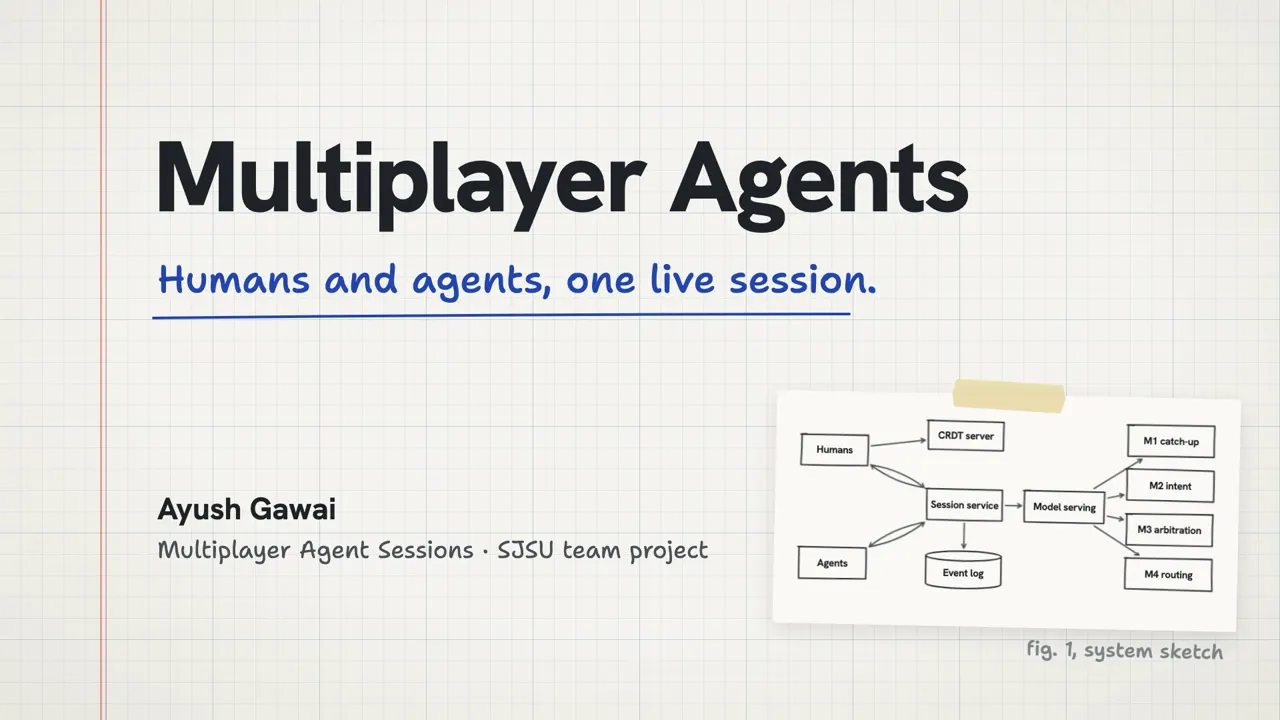 Multiplayer Agents
Humans and agents, one live session.
Ayush Gawai
Multiplayer Agent Sessions · SJSU team project
Humans
CRDT server
M1 catch-up
M2 intent
Session service
Model serving
M3 arbitration
Agents
Event log
M4 routing
fig. 1, system sketch